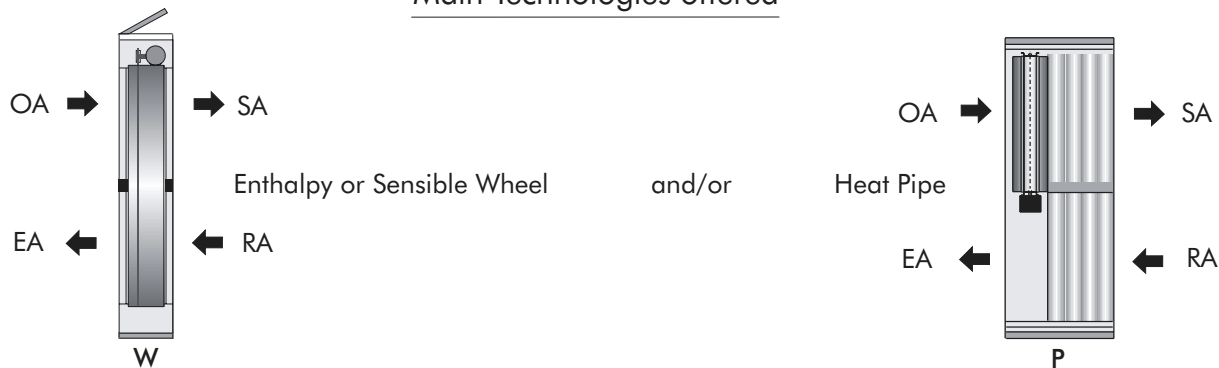 Main Technologies offered
OA SA
Enthalpy or Sensible Wheel and/or Heat Pipe
EA RA
W
OA SA
EA RA
P